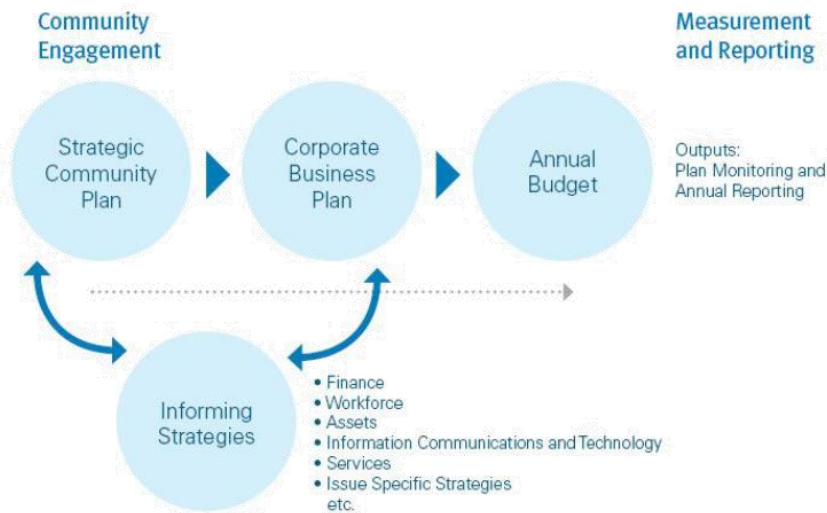 Community
Engagement
Measurement
and Reporting
Strategic
Community
Plan
Corporate
Business
Plan
Annual
Budget
Outputs:
Plan Monitoring and
Annual Reporting
Informing
Strategies
• Finance
• Workforce
• Assets
• Information Communications and Technology
• Services
• Issue Specific Strategies
etc.